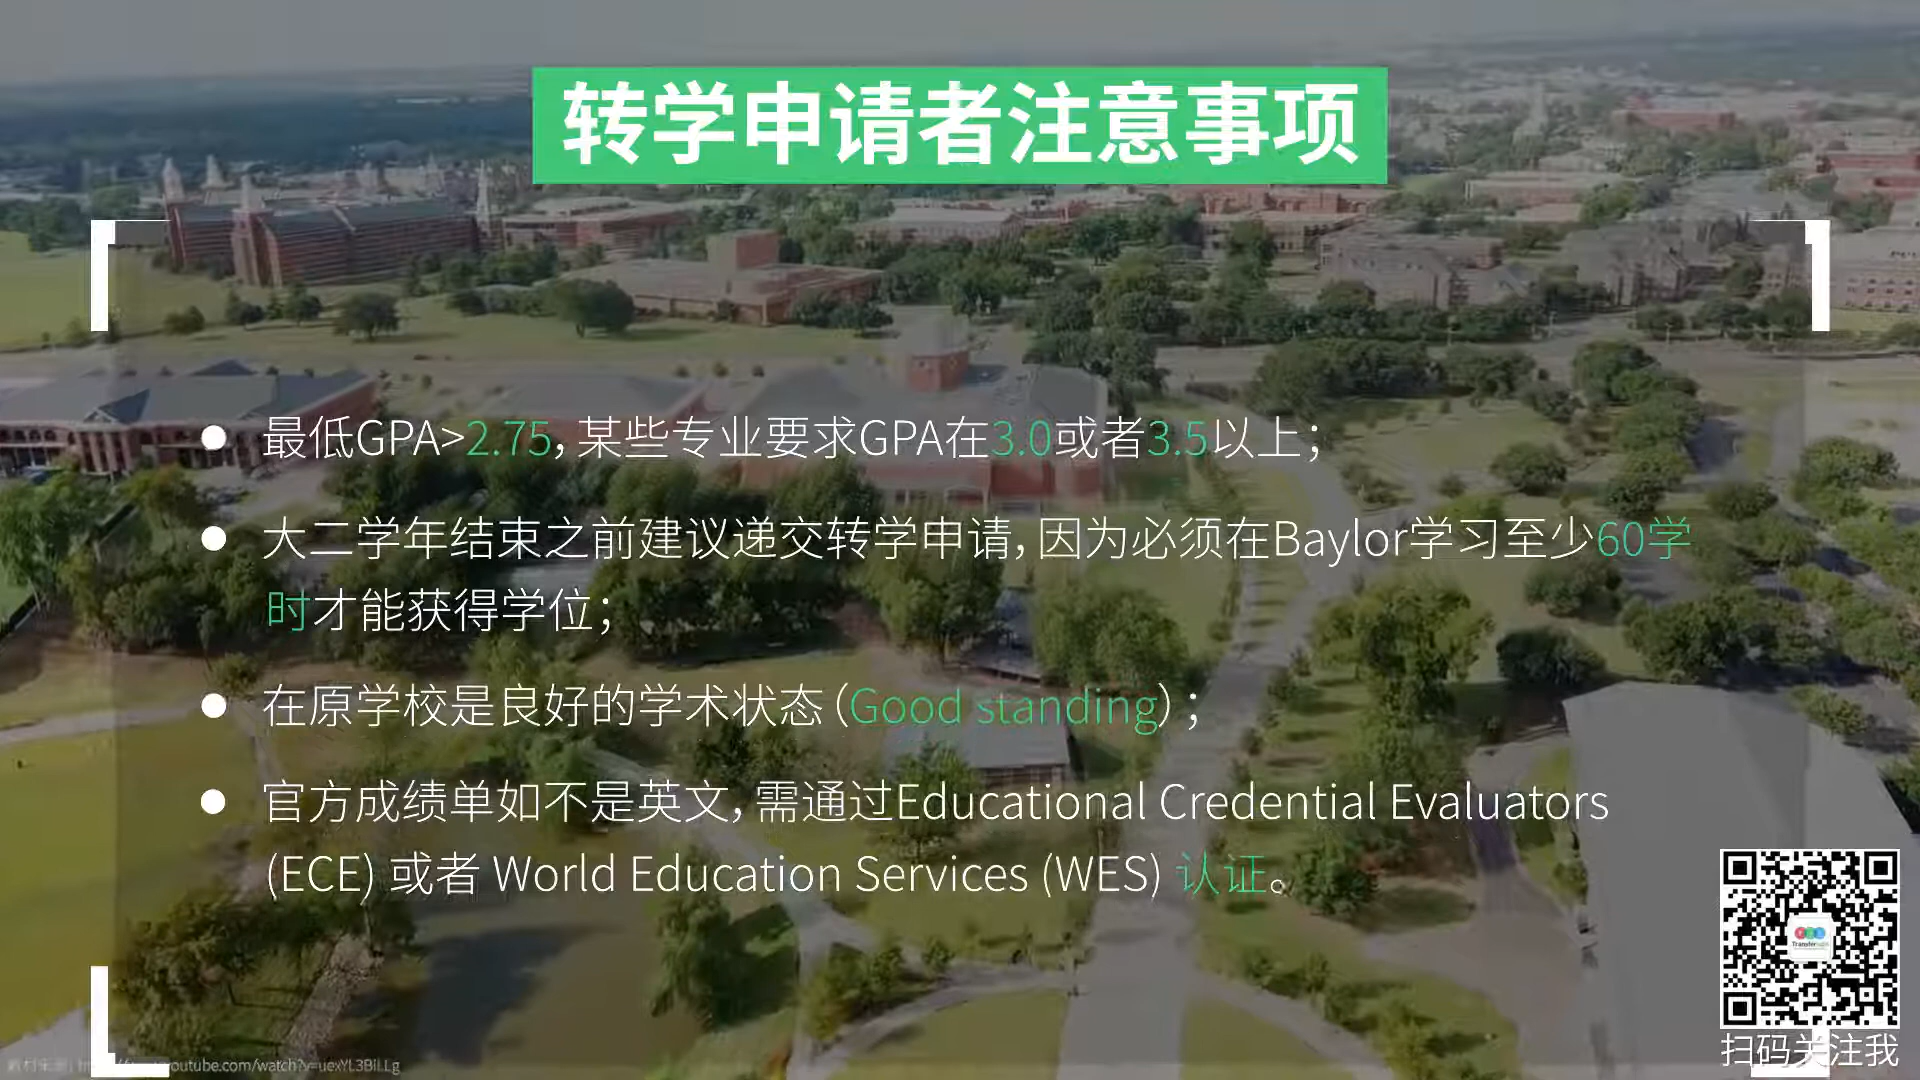 转学申请者注意事项
最低GPA>2.75，某些专业要求GPA在3.0或者3.5以上；
大二学年结束之前建议递交转学申请，因为必须在Baylor学习至少60学
时才能获得学位；
在原学校是良好的学术状态（Good standing）；
官方成绩单如不是英文，需通过Educational Credential Evaluators
(ECE) 或者 World Education Services (WES) 认证。
扫码关注我